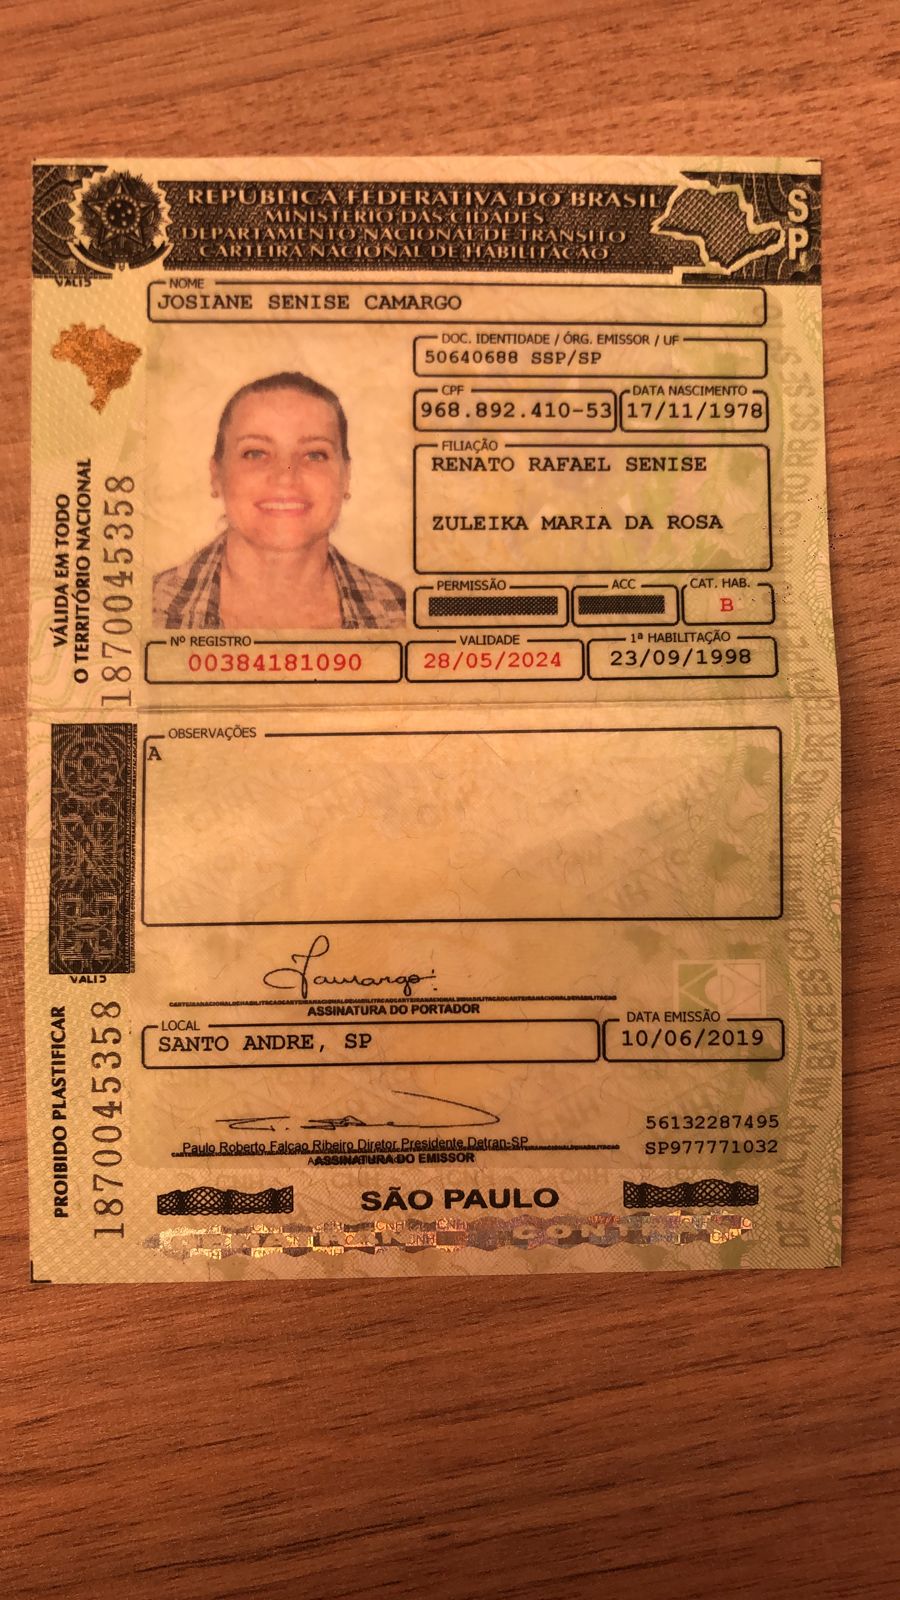 REPÚBLICA FEDERATIVA DO BRASIL
MINISTÉRIO DAS CIDADES
DEPARTAMENTO NACIONAL DE TRÂNSITO
CARTEIRA NACIONAL DE HABILITAÇÃO
SP
NOME
JOSIANE SENISE CAMARGO
DOC. IDENTIDADE / ÓRG. EMISSOR / UF
50640688 SSP/SP
CPF
968.892.410-53
DATA NASCIMENTO
17/11/1978
FILIAÇÃO
RENATO RAFAEL SENISE
ZULEIKA MARIA DA ROSA
PERMISSÃO
ACC
CAT. HAB.
B
Nº REGISTRO
00384181090
VALIDADE
28/05/2024
1ª HABILITAÇÃO
23/09/1998
VÁLIDA EM TODO
O TERRITÓRIO NACIONAL
1870045358
OBSERVAÇÕES
A
Camargo
ASSINATURA DO PORTADOR
LOCAL
SANTO ANDRE, SP
DATA EMISSÃO
10/06/2019
56132287495
SP977771032
Paulo Roberto Falcao Ribeiro Diretor Presidente Detran-SP
ASSINATURA DO EMISSOR
PROIBIDO PLASTIFICAR
1870045358
SÃO PAULO